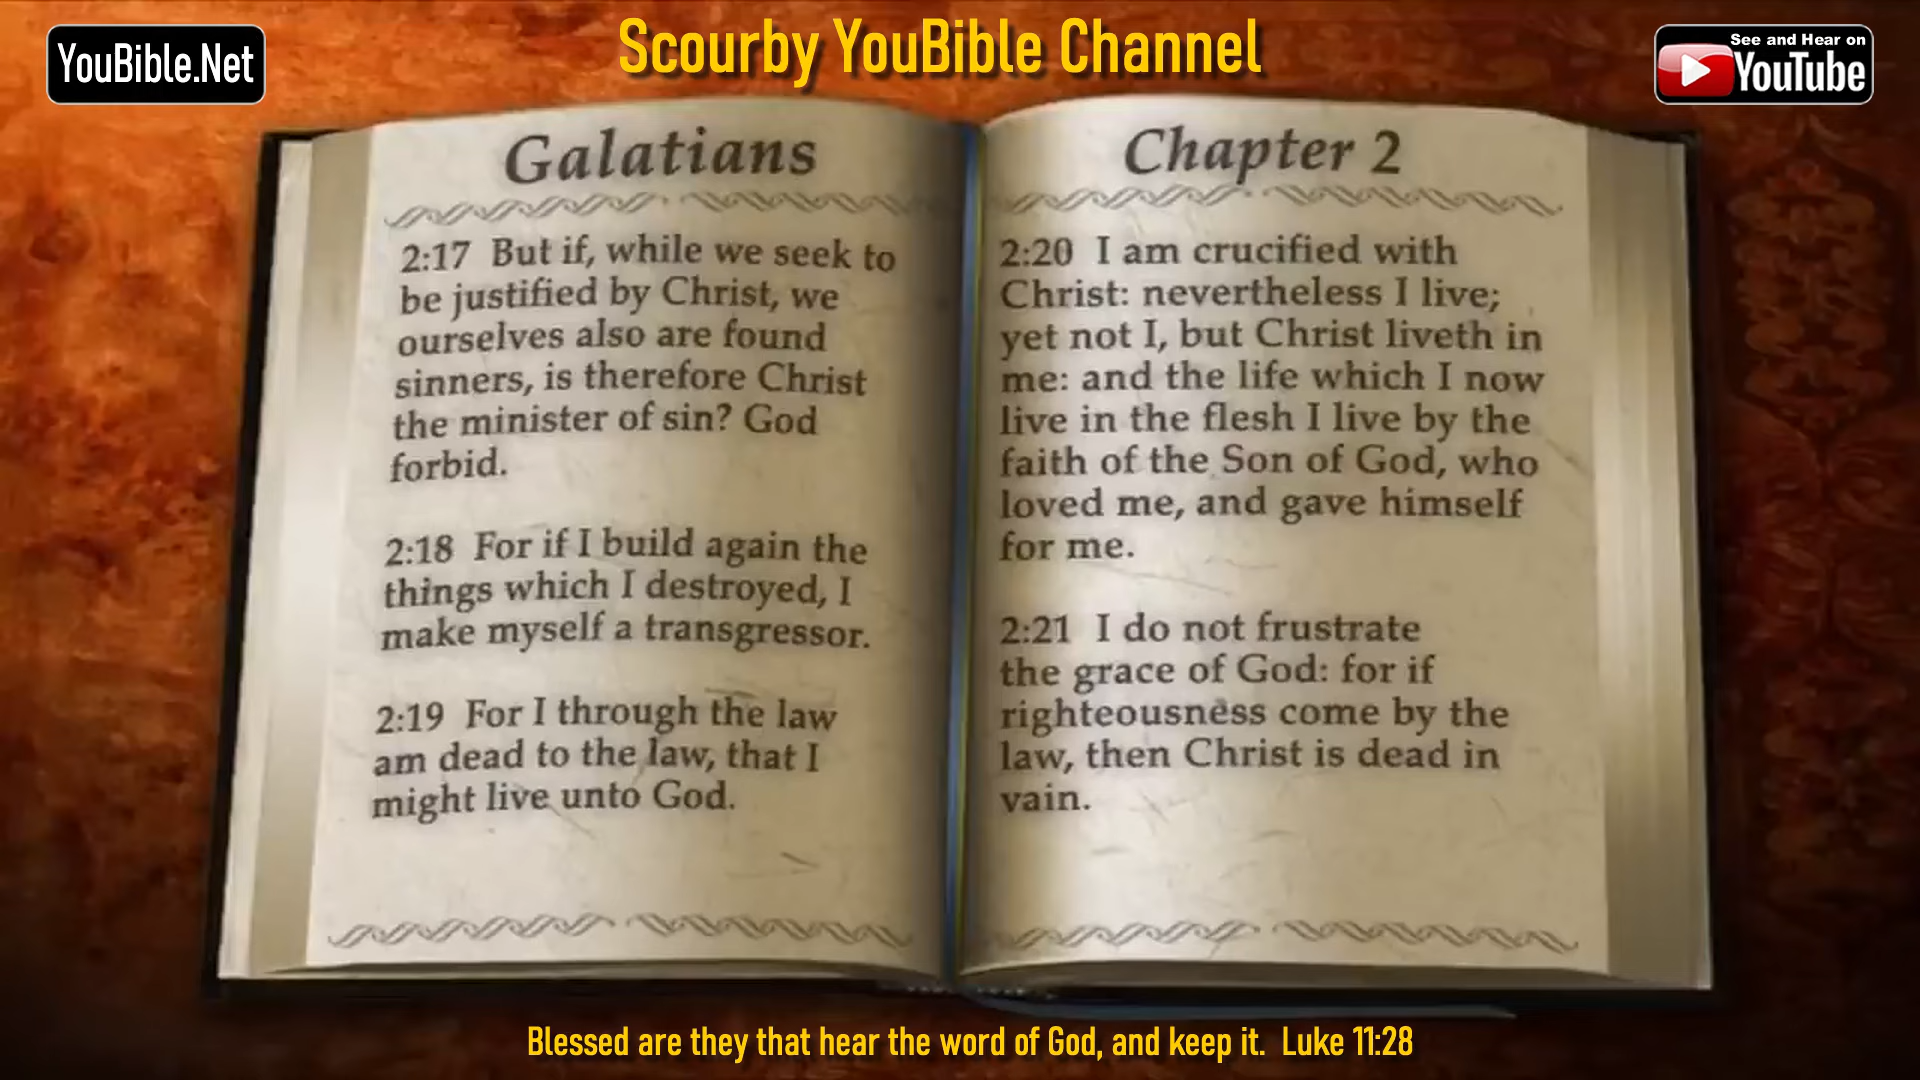 YouBible.Net
Scourby YouBible Channel
See and Hear on
YouTube
Galatians
2:17 But if, while we seek to
be justified by Christ, we
ourselves also are found
sinners, is therefore Christ
the minister of sin? God
forbid.
2:18 For if I build again the
things which I destroyed, I
make myself a transgressor.
2:19 For I through the law
am dead to the law, that I
might live unto God.
Chapter 2
2:20 I am crucified with
Christ: nevertheless I live;
yet not I, but Christ liveth in
me: and the life which I now
live in the flesh I live by the
faith of the Son of God, who
loved me, and gave himself
for me.
2:21 I do not frustrate
the grace of God: for if
righteousness come by the
law, then Christ is dead in
vain.
Blessed are they that hear the word of God, and keep it. Luke 11:28